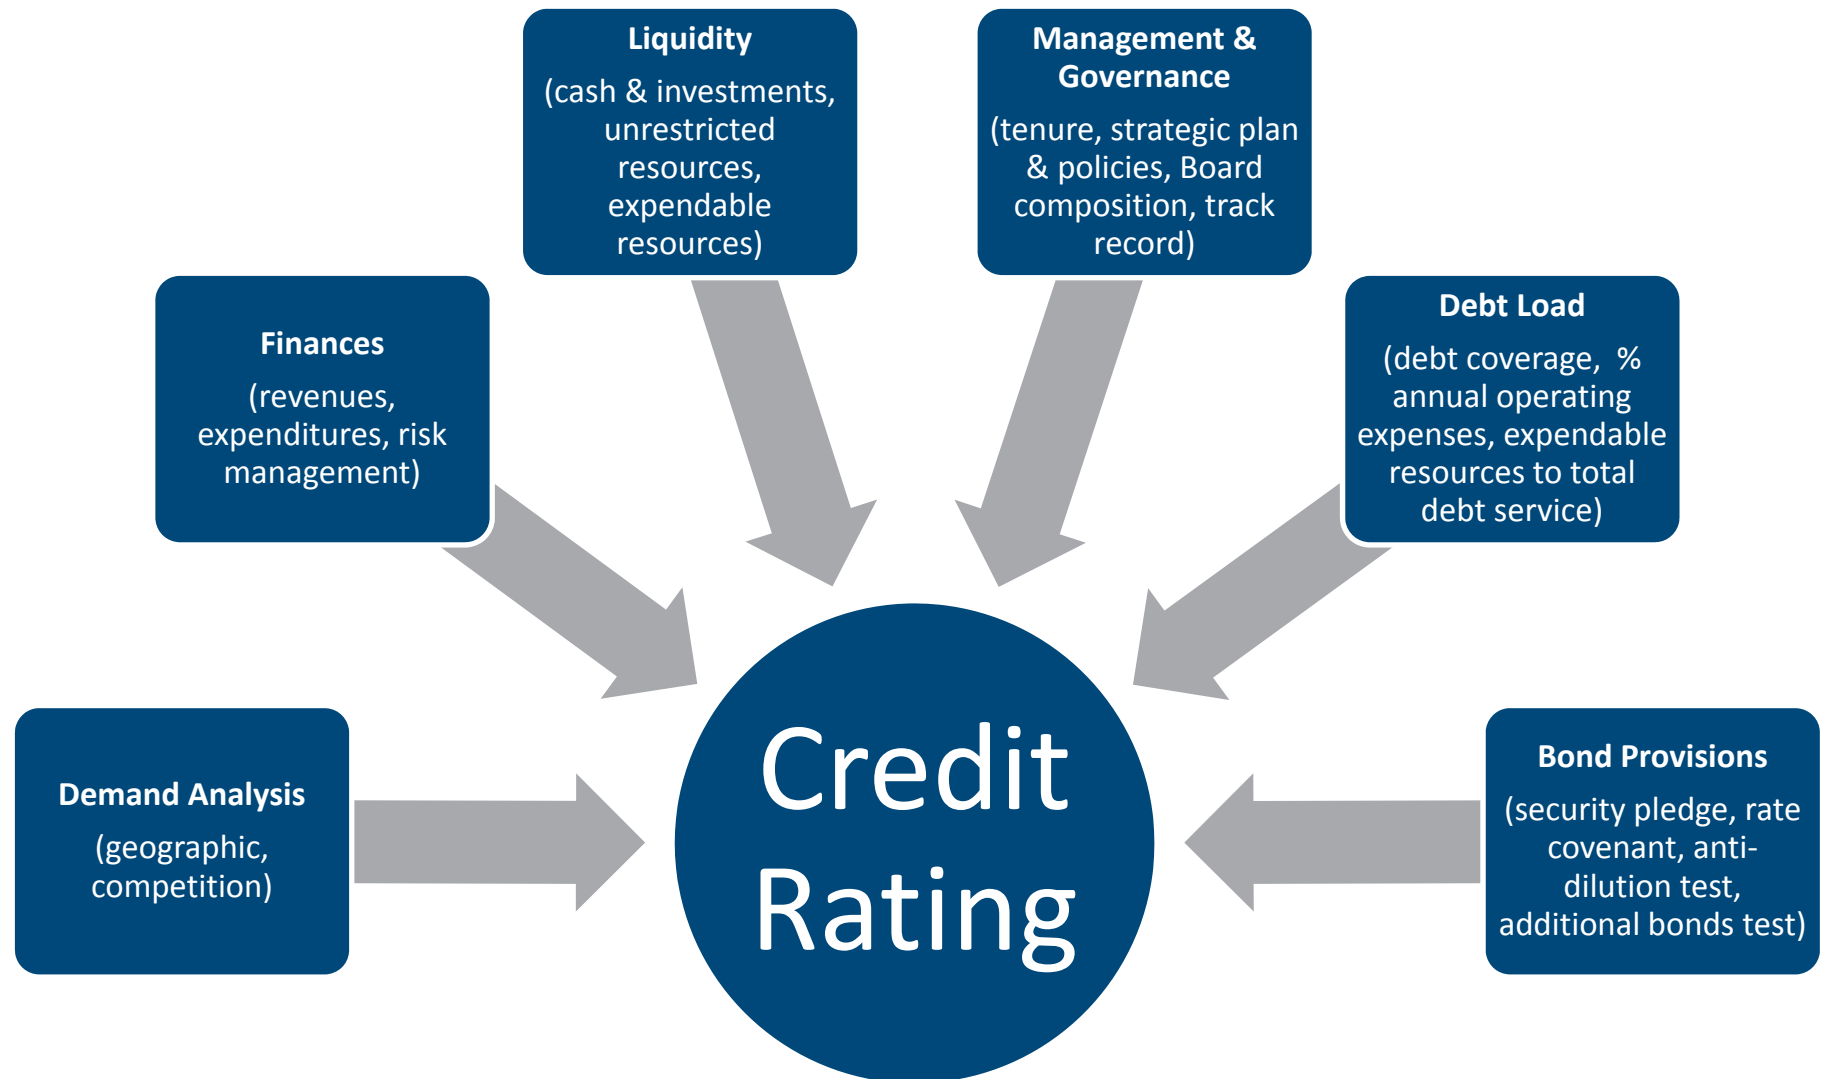 Liquidity
(cash & investments,
unrestricted
resources,
expendable
resources)
Management &
Governance
(tenure, strategic plan
& policies, Board
composition, track
record)
Finances
(revenues,
expenditures, risk
management)
Debt Load
(debt coverage,  %
annual operating
expenses, expendable
resources to total
debt service)
Demand Analysis
(geographic,
competition)
Credit
Rating
Bond Provisions
(security pledge, rate
covenant, anti-
dilution test,
additional bonds test)